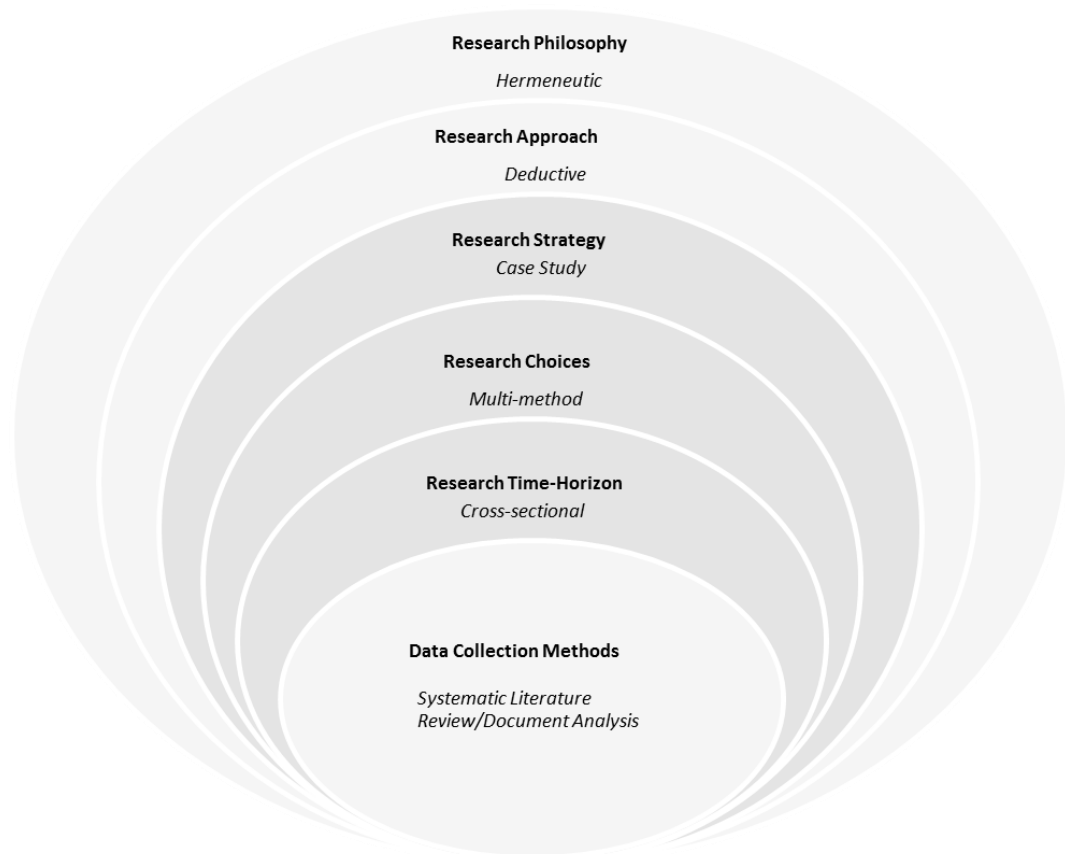 Research Philosophy
Hermeneutic
Research Approach
Deductive
Research Strategy
Case Study
Research Choices
Multi-method
Research Time-Horizon
Cross-sectional
Data Collection Methods
Systematic Literature
Review/Document Analysis